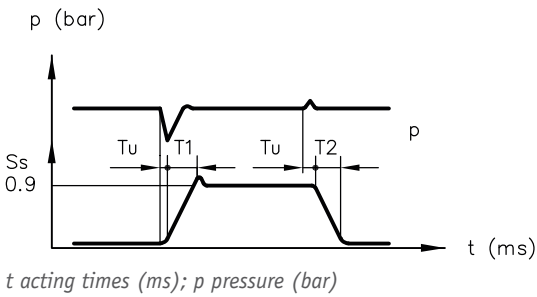 p (bar)
Tu T1 Tu T2
p
Ss
0.9
t (ms)
t acting times (ms); p pressure (bar)